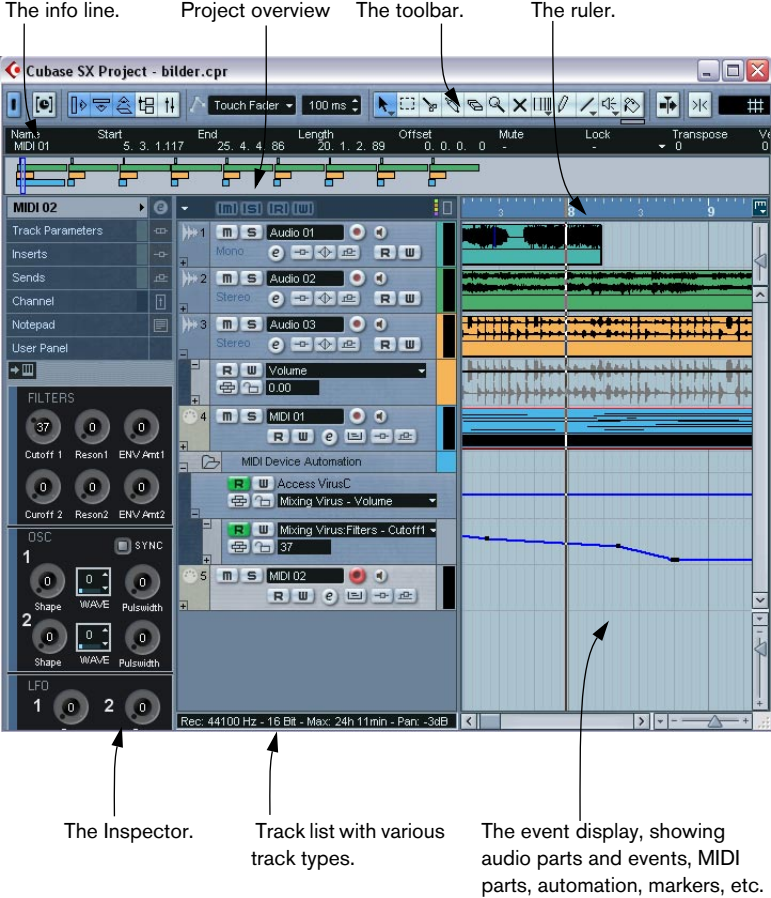 The info line.
Project overview
The toolbar.
The ruler.
Cubase SX Project - bilder.cpr
Touch Fader
100 ms
Name Start End Length Offset Mute Lock Transpose Ve
MIDI 01 5. 3. 1.117 25. 4. 4. 86 20. 1. 2. 89 0. 0. 0. 0 - - 0
MIDI 02
Track Parameters
Inserts
Sends
Channel
Notepad
User Panel
FILTERS
37 0 0
Cutoff 1 Reson1 ENV Amt1
0 0 0
Curoff 2 Reson2 ENV Amt2
OSC
SYNC
1
0 0 0
Shape WAVE Pulswidth
2
0 0 0
Shape WAVE Pulswidth
LFO
1 0 2 0
[m] [S] [R] [W]
1 m S Audio 01
Mono e R W
2 m S Audio 02
Stereo e R W
3 m S Audio 03
Stereo e R W
R W Volume
0.00
4 m S MIDI 01
R W e
MIDI Device Automation
R W Access VirusC
Mixing Virus - Volume
R W Mixing Virus:Filters - Cutoff1
37
5 m S MIDI 02
R W e
Rec: 44100 Hz - 16 Bit - Max: 24h 11min - Pan: -3dB
3 8 3 9
The Inspector.
Track list with various
track types.
The event display, showing
audio parts and events, MIDI
parts, automation, markers, etc.